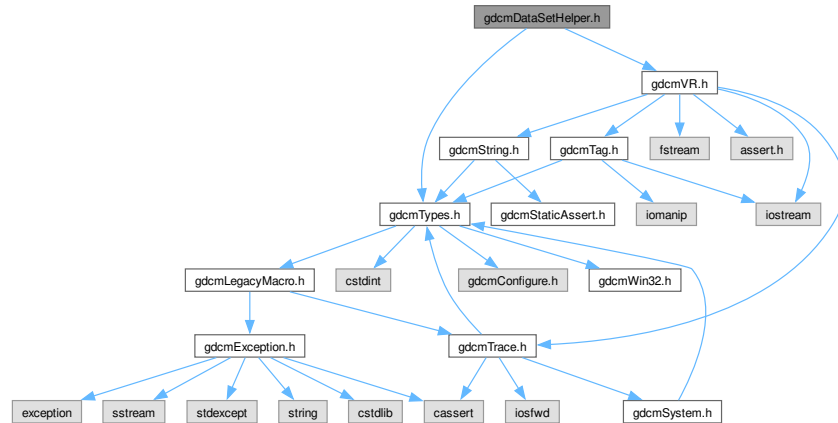 gdcmDataSetHelper.h
gdcmVR.h
gdcmString.h
gdcmTag.h
fstream
assert.h
gdcmTypes.h
gdcmStaticAssert.h
iomanip
iostream
gdcmLegacyMacro.h
cstdint
gdcmConfigure.h
gdcmWin32.h
gdcmException.h
gdcmTrace.h
exception
sstream
stdexcept
string
cstdlib
cassert
iosfwd
gdcmSystem.h